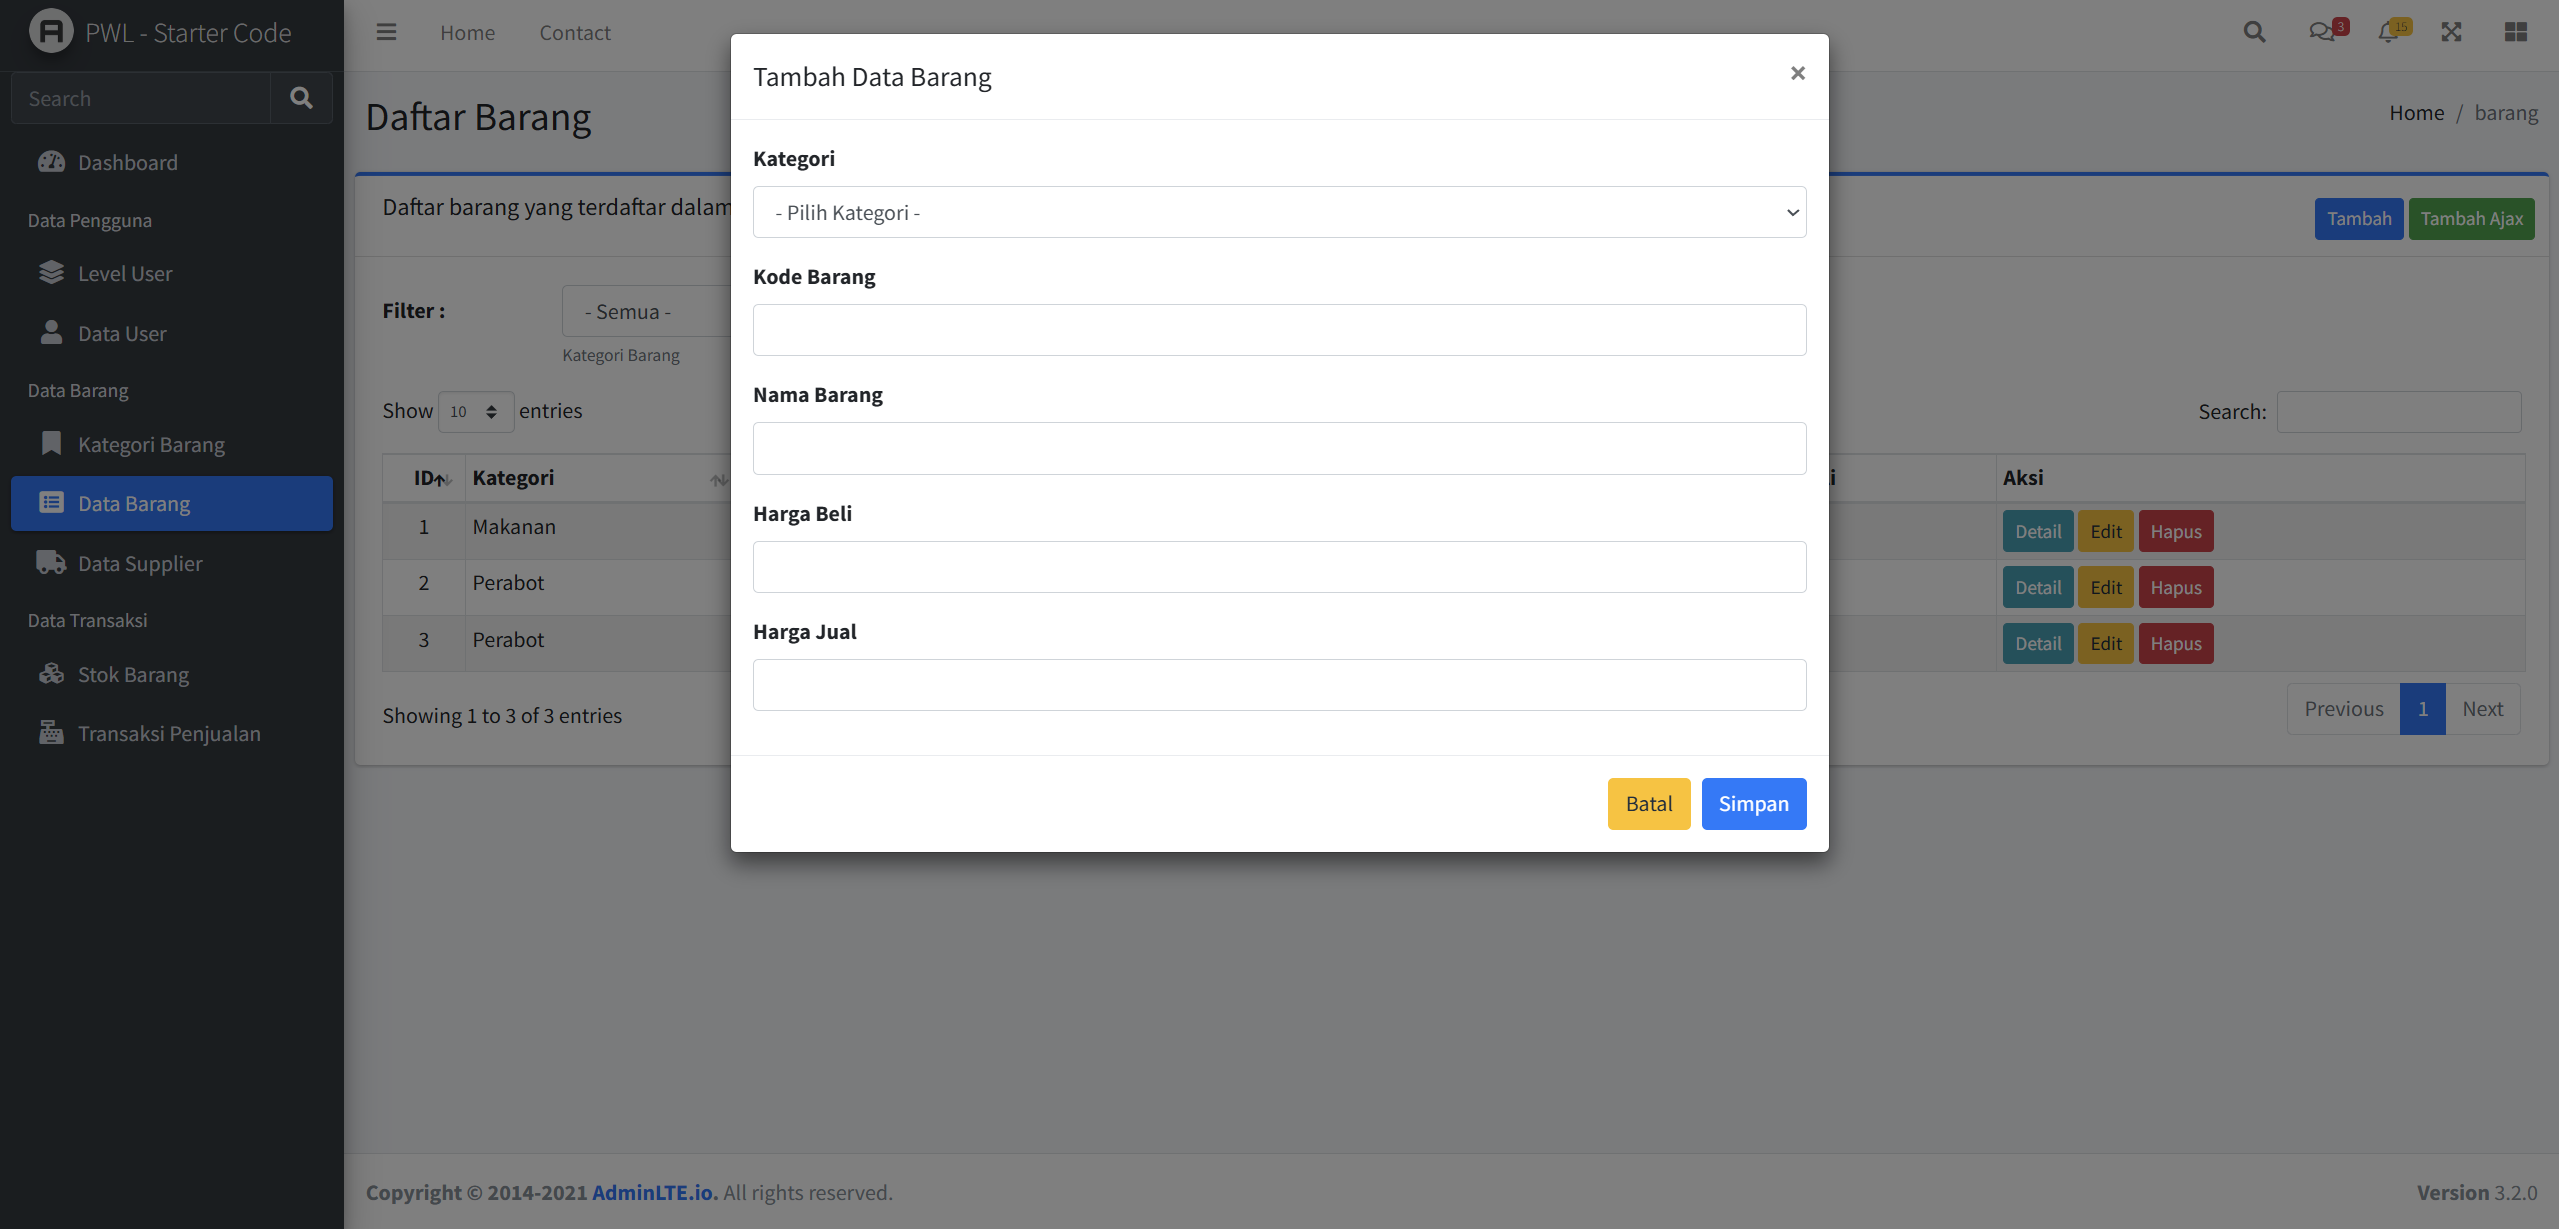 PWL - Starter Code
Home
Contact
3
15
Search
Dashboard
Data Pengguna
Level User
Data User
Data Barang
Kategori Barang
Data Barang
Data Supplier
Data Transaksi
Stok Barang
Transaksi Penjualan
Daftar Barang
Home / barang
Daftar barang yang terdaftar dalam
Tambah
Tambah Ajax
Filter :
- Semua -
Kategori Barang
Show 10 entries
Search:
ID Kategori
Aksi
1 Makanan
Detail Edit Hapus
2 Perabot
Detail Edit Hapus
3 Perabot
Detail Edit Hapus
Showing 1 to 3 of 3 entries
Previous 1 Next
Tambah Data Barang
×
Kategori
- Pilih Kategori -
Kode Barang
Nama Barang
Harga Beli
Harga Jual
Batal
Simpan
Copyright © 2014-2021 AdminLTE.io. All rights reserved.
Version 3.2.0